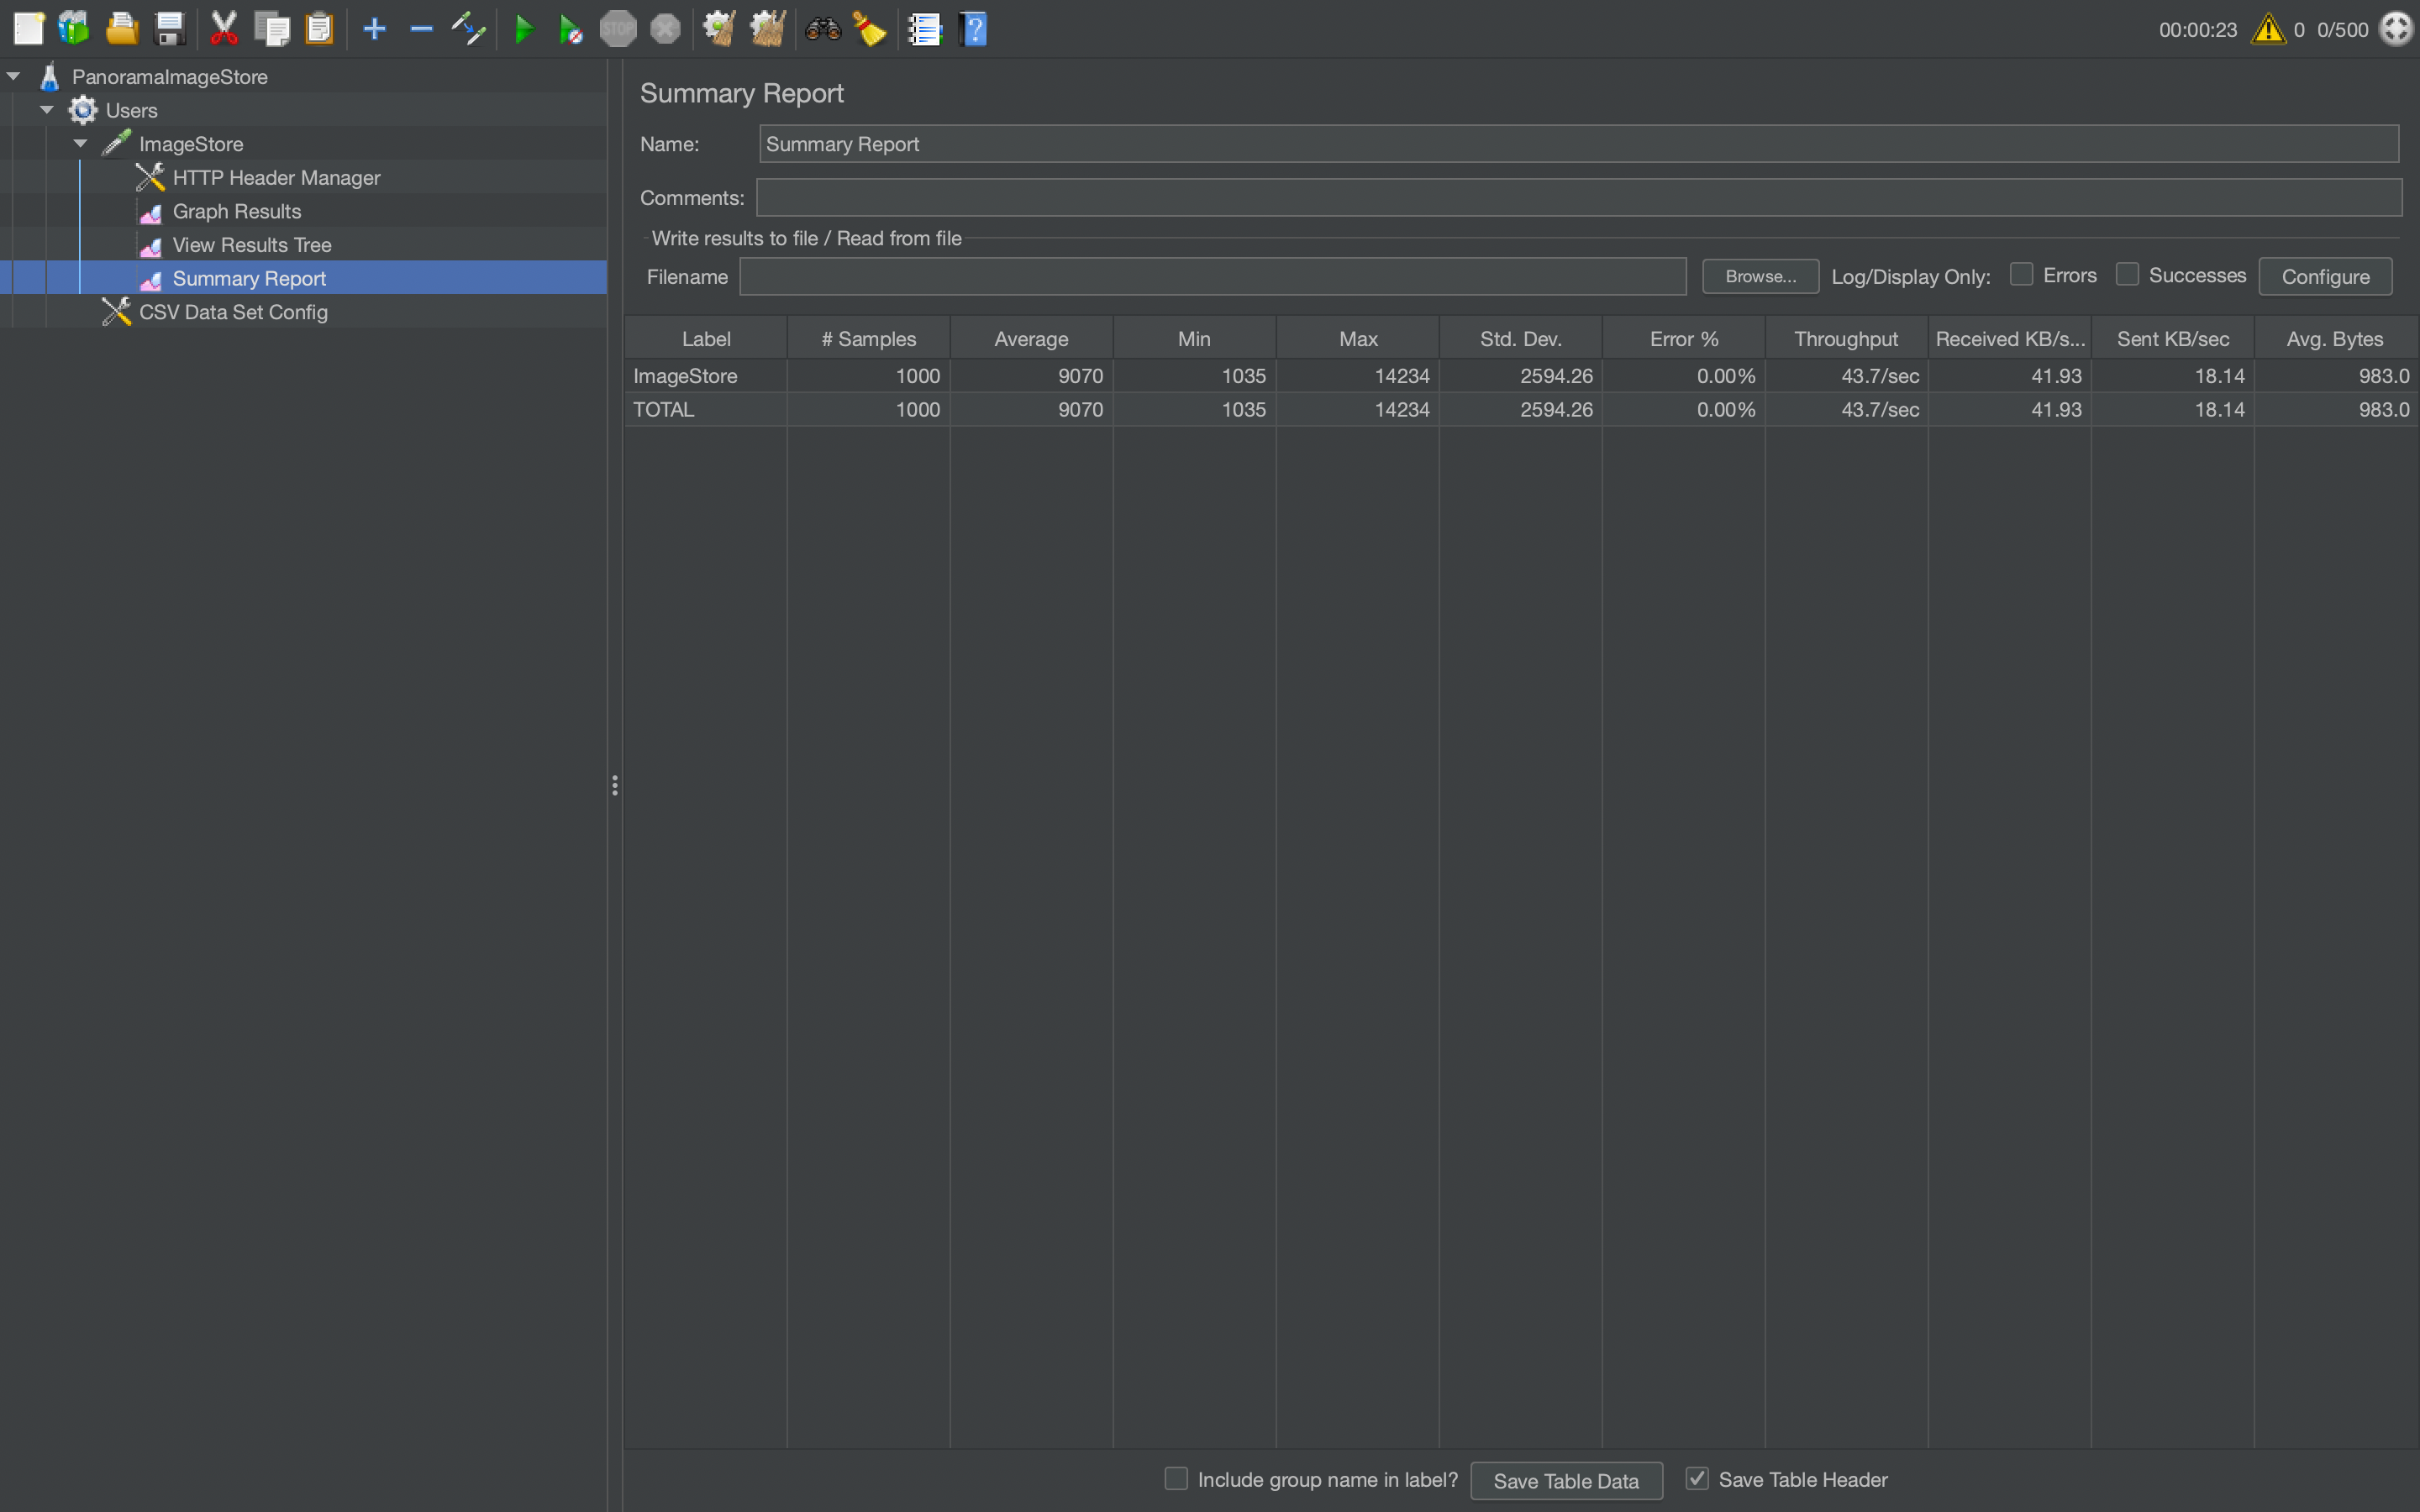 STOP
00:00:23 0 0/500
PanoramaImageStore
Users
ImageStore
HTTP Header Manager
Graph Results
View Results Tree
Summary Report
CSV Data Set Config
Summary Report
Name: Summary Report
Comments:
Write results to file / Read from file
Filename Browse... Log/Display Only: Errors Successes Configure
Label # Samples Average Min Max Std. Dev. Error % Throughput Received KB/s... Sent KB/sec Avg. Bytes
ImageStore 1000 9070 1035 14234 2594.26 0.00% 43.7/sec 41.93 18.14 983.0
TOTAL 1000 9070 1035 14234 2594.26 0.00% 43.7/sec 41.93 18.14 983.0
Include group name in label? Save Table Data Save Table Header